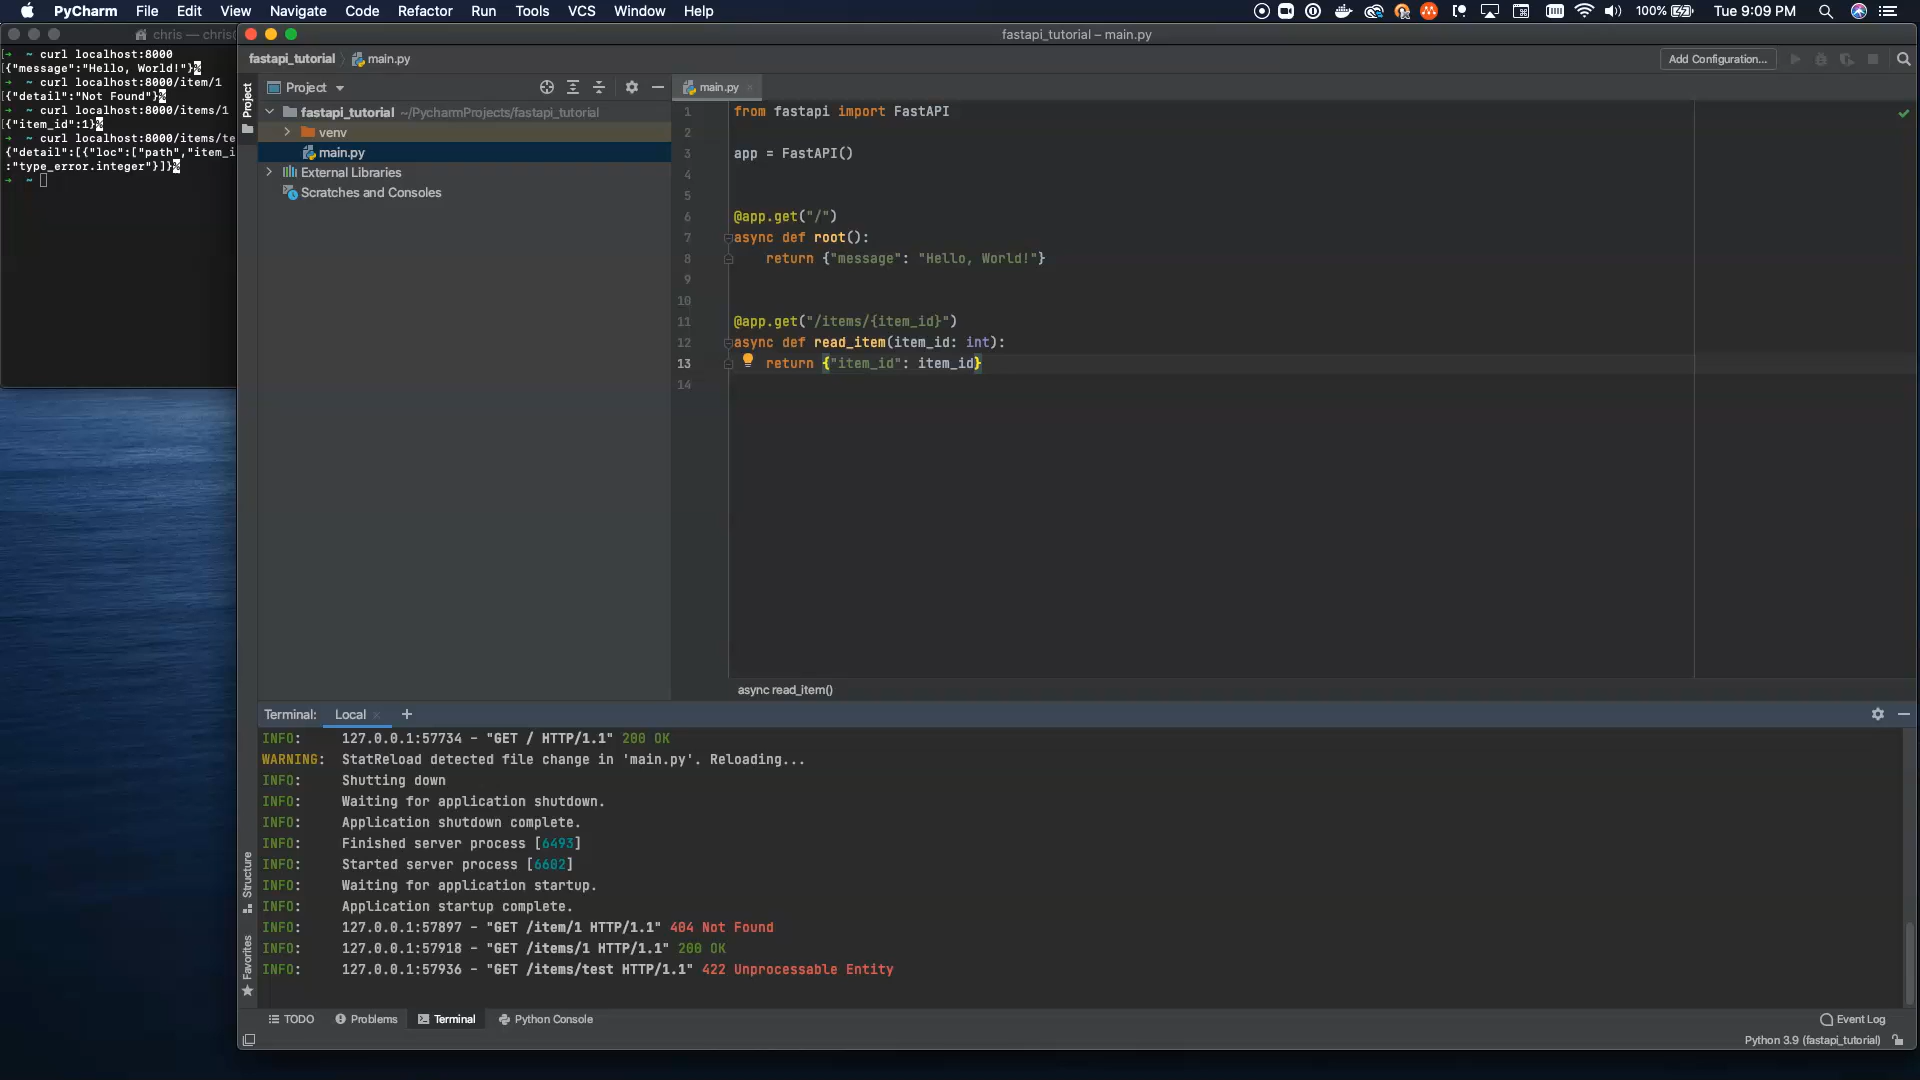 PyCharm File Edit View Navigate Code Refactor Run Tools VCS Window Help 100% Tue 9:09 PM
chris — chris(
fastapi_tutorial – main.py
→ ~ curl localhost:8000
{"message":"Hello, World!"}%
→ ~ curl localhost:8000/item/1
{"detail":"Not Found"}%
→ ~ curl localhost:8000/items/1
{"item_id":1}%
→ ~ curl localhost:8000/items/te
{"detail":[{"loc":["path","item_i
:"type_error.integer"}]}%
→ ~
fastapi_tutorial main.py
Add Configuration...
Project
Project
fastapi_tutorial ~/PycharmProjects/fastapi_tutorial
venv
main.py
External Libraries
Scratches and Consoles
main.py
1 from fastapi import FastAPI
2
3 app = FastAPI()
4
5
6 @app.get("/")
7 async def root():
8 return {"message": "Hello, World!"}
9
10
11 @app.get("/items/{item_id}")
12 async def read_item(item_id: int):
13 return {"item_id": item_id}
14
async read_item()
Structure
Favorites
Terminal: Local +
INFO: 127.0.0.1:57734 - "GET / HTTP/1.1" 200 OK
WARNING: StatReload detected file change in 'main.py'. Reloading...
INFO: Shutting down
INFO: Waiting for application shutdown.
INFO: Application shutdown complete.
INFO: Finished server process [6493]
INFO: Started server process [6602]
INFO: Waiting for application startup.
INFO: Application startup complete.
INFO: 127.0.0.1:57897 - "GET /item/1 HTTP/1.1" 404 Not Found
INFO: 127.0.0.1:57918 - "GET /items/1 HTTP/1.1" 200 OK
INFO: 127.0.0.1:57936 - "GET /items/test HTTP/1.1" 422 Unprocessable Entity
TODO Problems Terminal Python Console Event Log
Python 3.9 (fastapi_tutorial)